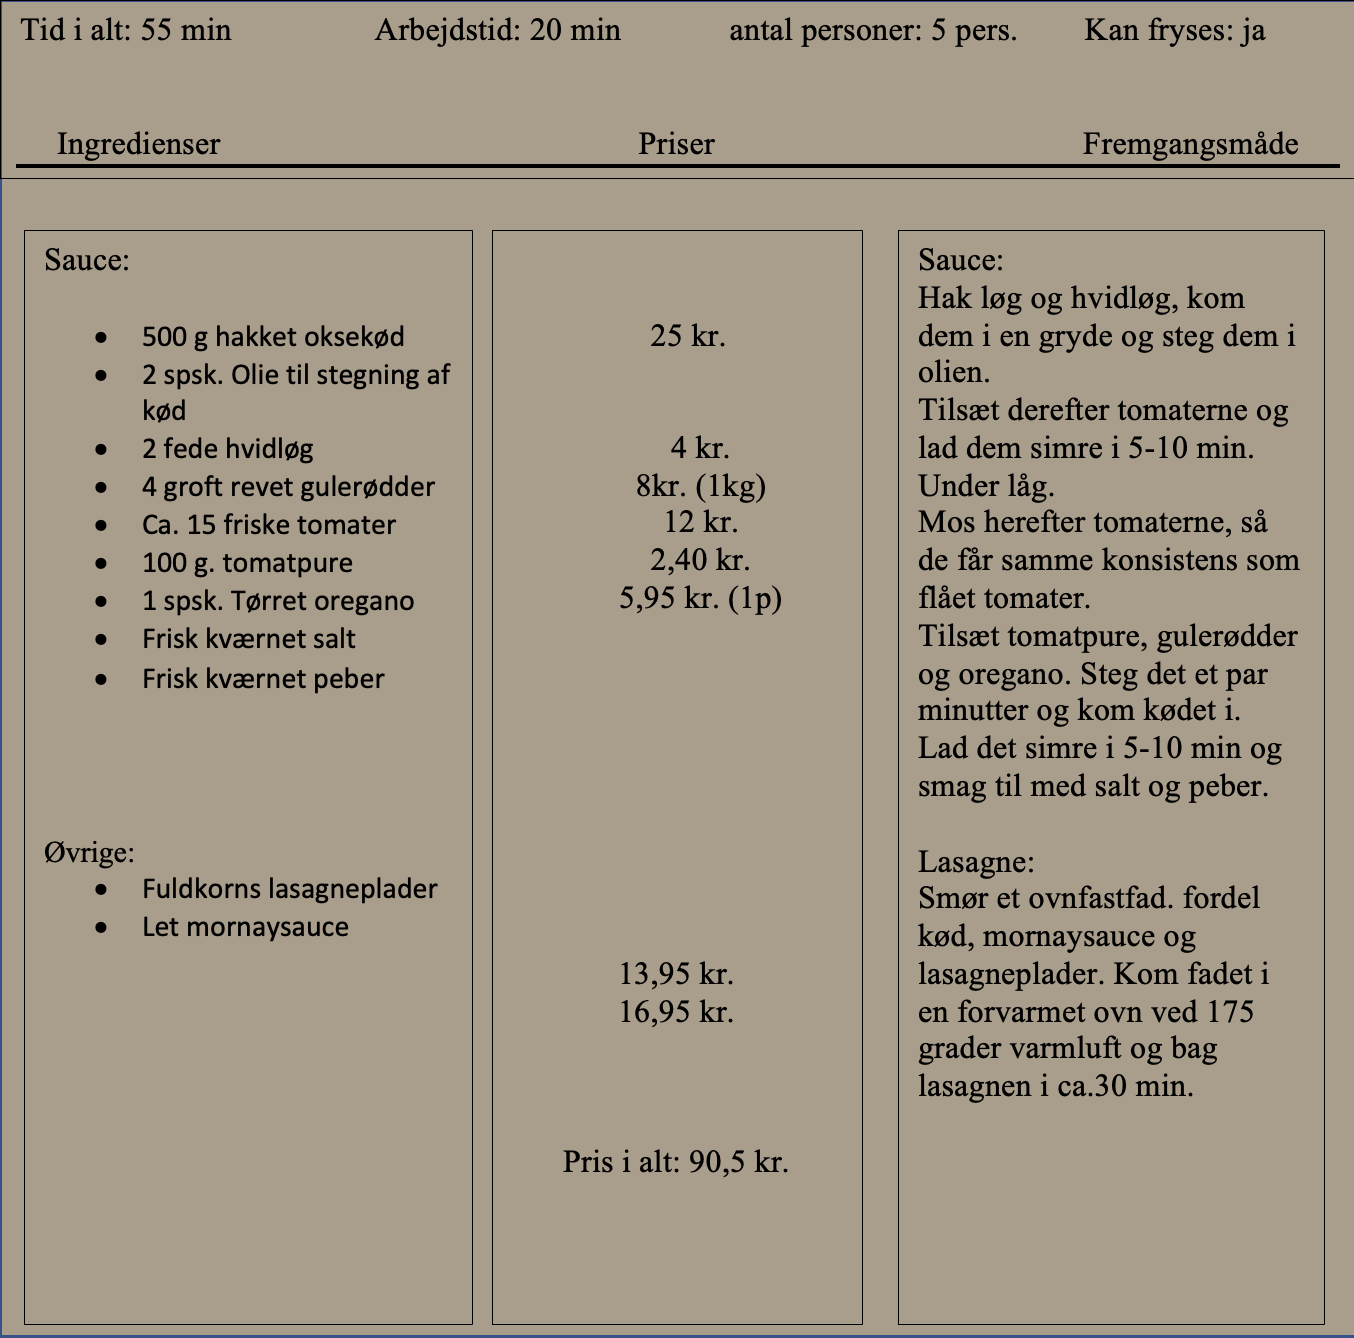 Tid i alt: 55 min Arbejdstid: 20 min antal personer: 5 pers. Kan fryses: ja
Ingredienser Priser Fremgangsmåde
Sauce:
• 500 g hakket oksekød
• 2 spsk. Olie til stegning af
kød
• 2 fede hvidløg
• 4 groft revet gulerødder
• Ca. 15 friske tomater
• 100 g. tomatpure
• 1 spsk. Tørret oregano
• Frisk kværnet salt
• Frisk kværnet peber
Øvrige:
• Fuldkorns lasagneplader
• Let mornaysauce
25 kr.
4 kr.
8kr. (1kg)
12 kr.
2,40 kr.
5,95 kr. (1p)
13,95 kr.
16,95 kr.
Pris i alt: 90,5 kr.
Sauce:
Hak løg og hvidløg, kom
dem i en gryde og steg dem i
olien.
Tilsæt derefter tomaterne og
lad dem simre i 5-10 min.
Under låg.
Mos herefter tomaterne, så
de får samme konsistens som
flået tomater.
Tilsæt tomatpure, gulerødder
og oregano. Steg det et par
minutter og kom kødet i.
Lad det simre i 5-10 min og
smag til med salt og peber.
Lasagne:
Smør et ovnfastfad. fordel
kød, mornaysauce og
lasagneplader. Kom fadet i
en forvarmet ovn ved 175
grader varmluft og bag
lasagnen i ca.30 min.